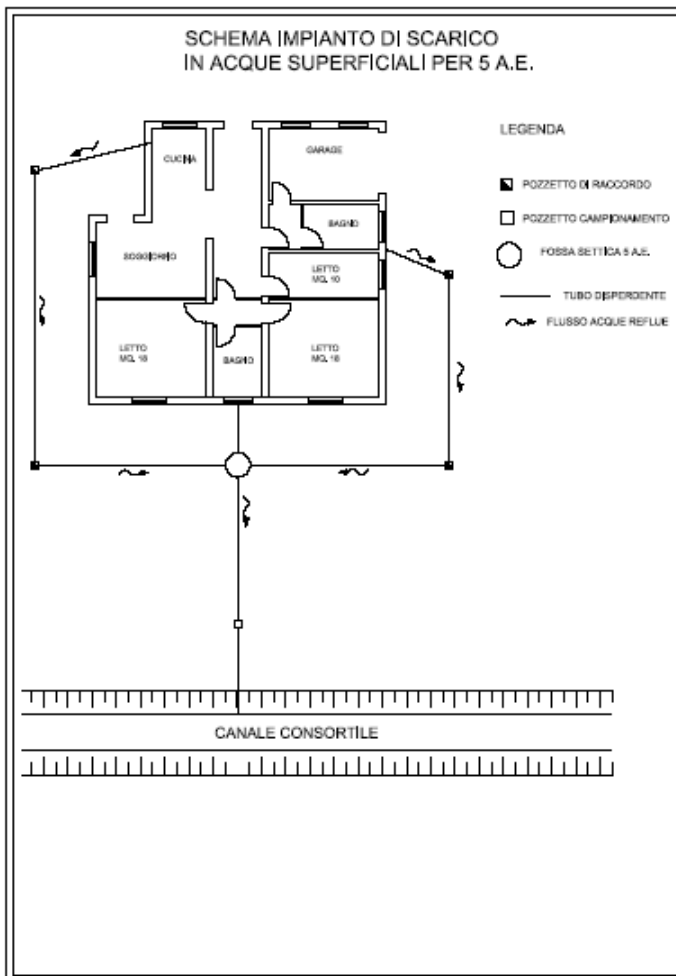 SCHEMA IMPIANTO DI SCARICO
IN ACQUE SUPERFICIALI PER 5 A.E.
LEGENDA
POZZETTO DI RACCORDO
POZZETTO CAMPIONAMENTO
FOSSA SETTICA 5 A.E.
TUBO DISPERDENTE
FLUSSO ACQUE REFLUE
CUCINA
GARAGE
BAGNO
SOGGIORNO
LETTO
MQ. 10
LETTO
MQ. 18
BAGNO
LETTO
MQ. 18
CANALE CONSORTILE